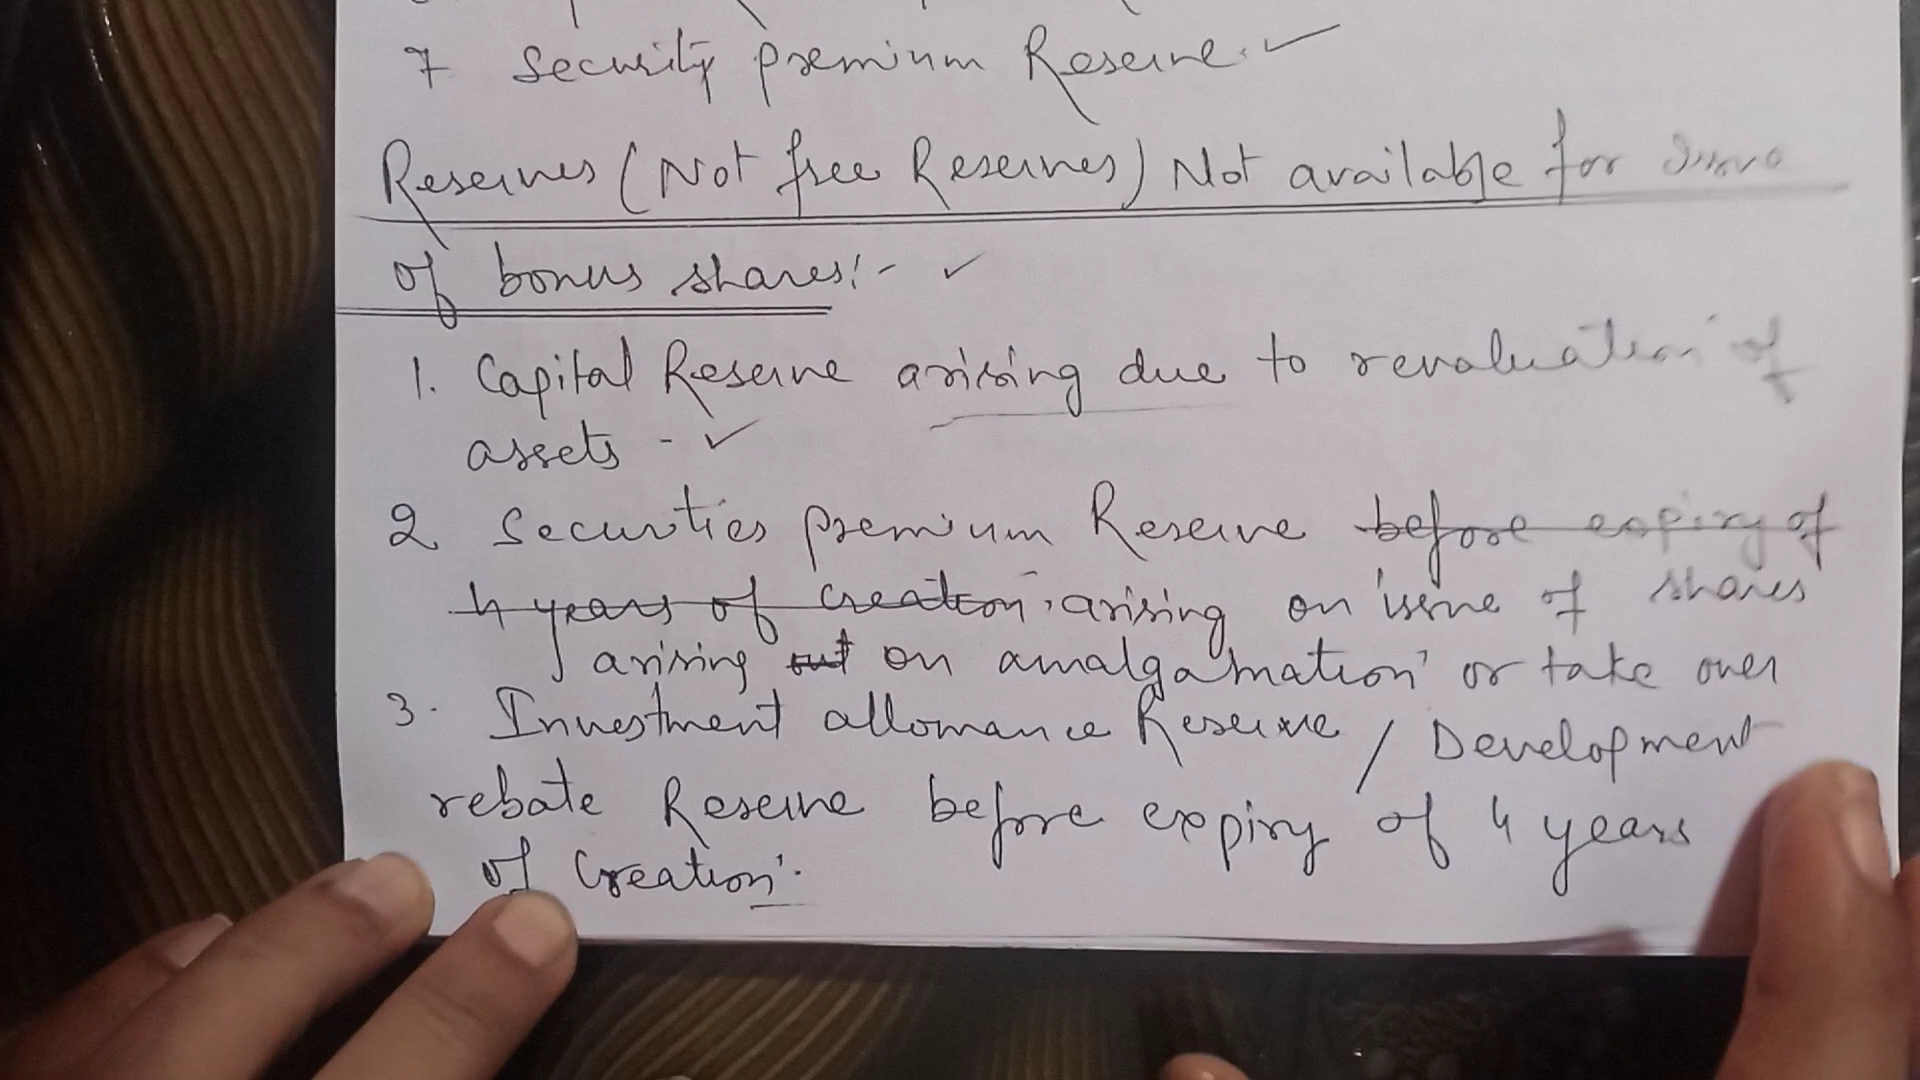 7 Security premium Reserve. ✓
Reserves (Not free Reserves) Not available for issue
of bonus shares:- ✓
1. Capital Reserve arising due to revaluation of
assets - ✓
2 Securities premium Reserve before expiry of
4 years of creation. arising on issue of shares
arising out on amalgamation or take over
3. Investment allowance Reserve / Development
rebate Reserve before expiry of 4 years
of Creation.